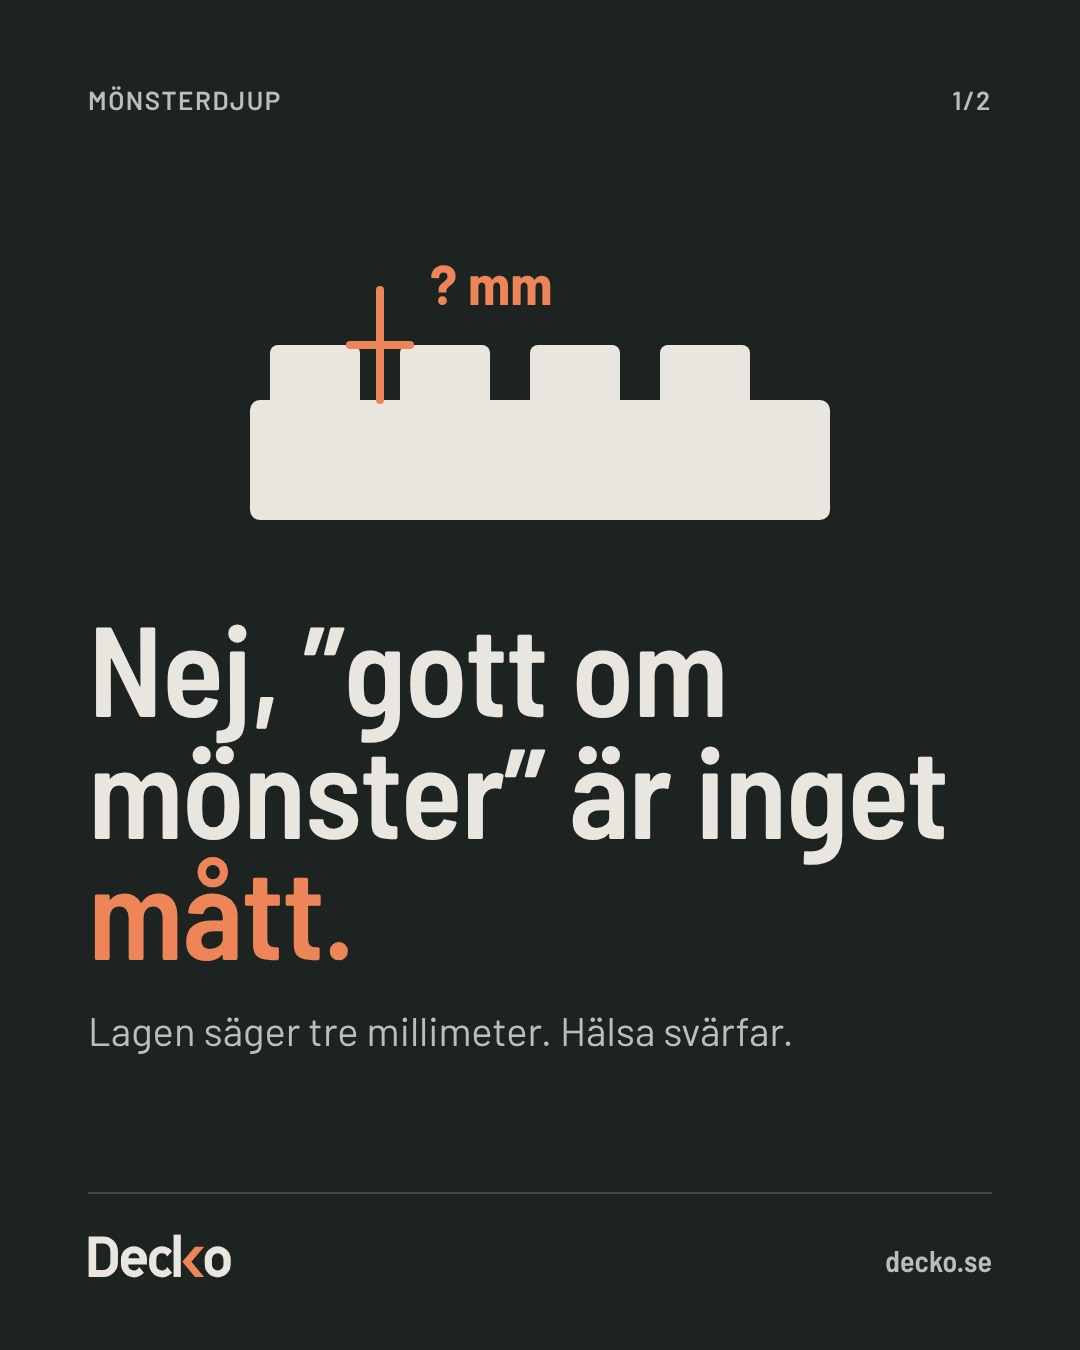 MÖNSTERDJUP
1/2
? mm
Nej, ”gott om
mönster” är inget
mått.
Lagen säger tre millimeter. Hälsa svärfar.
Decko
decko.se